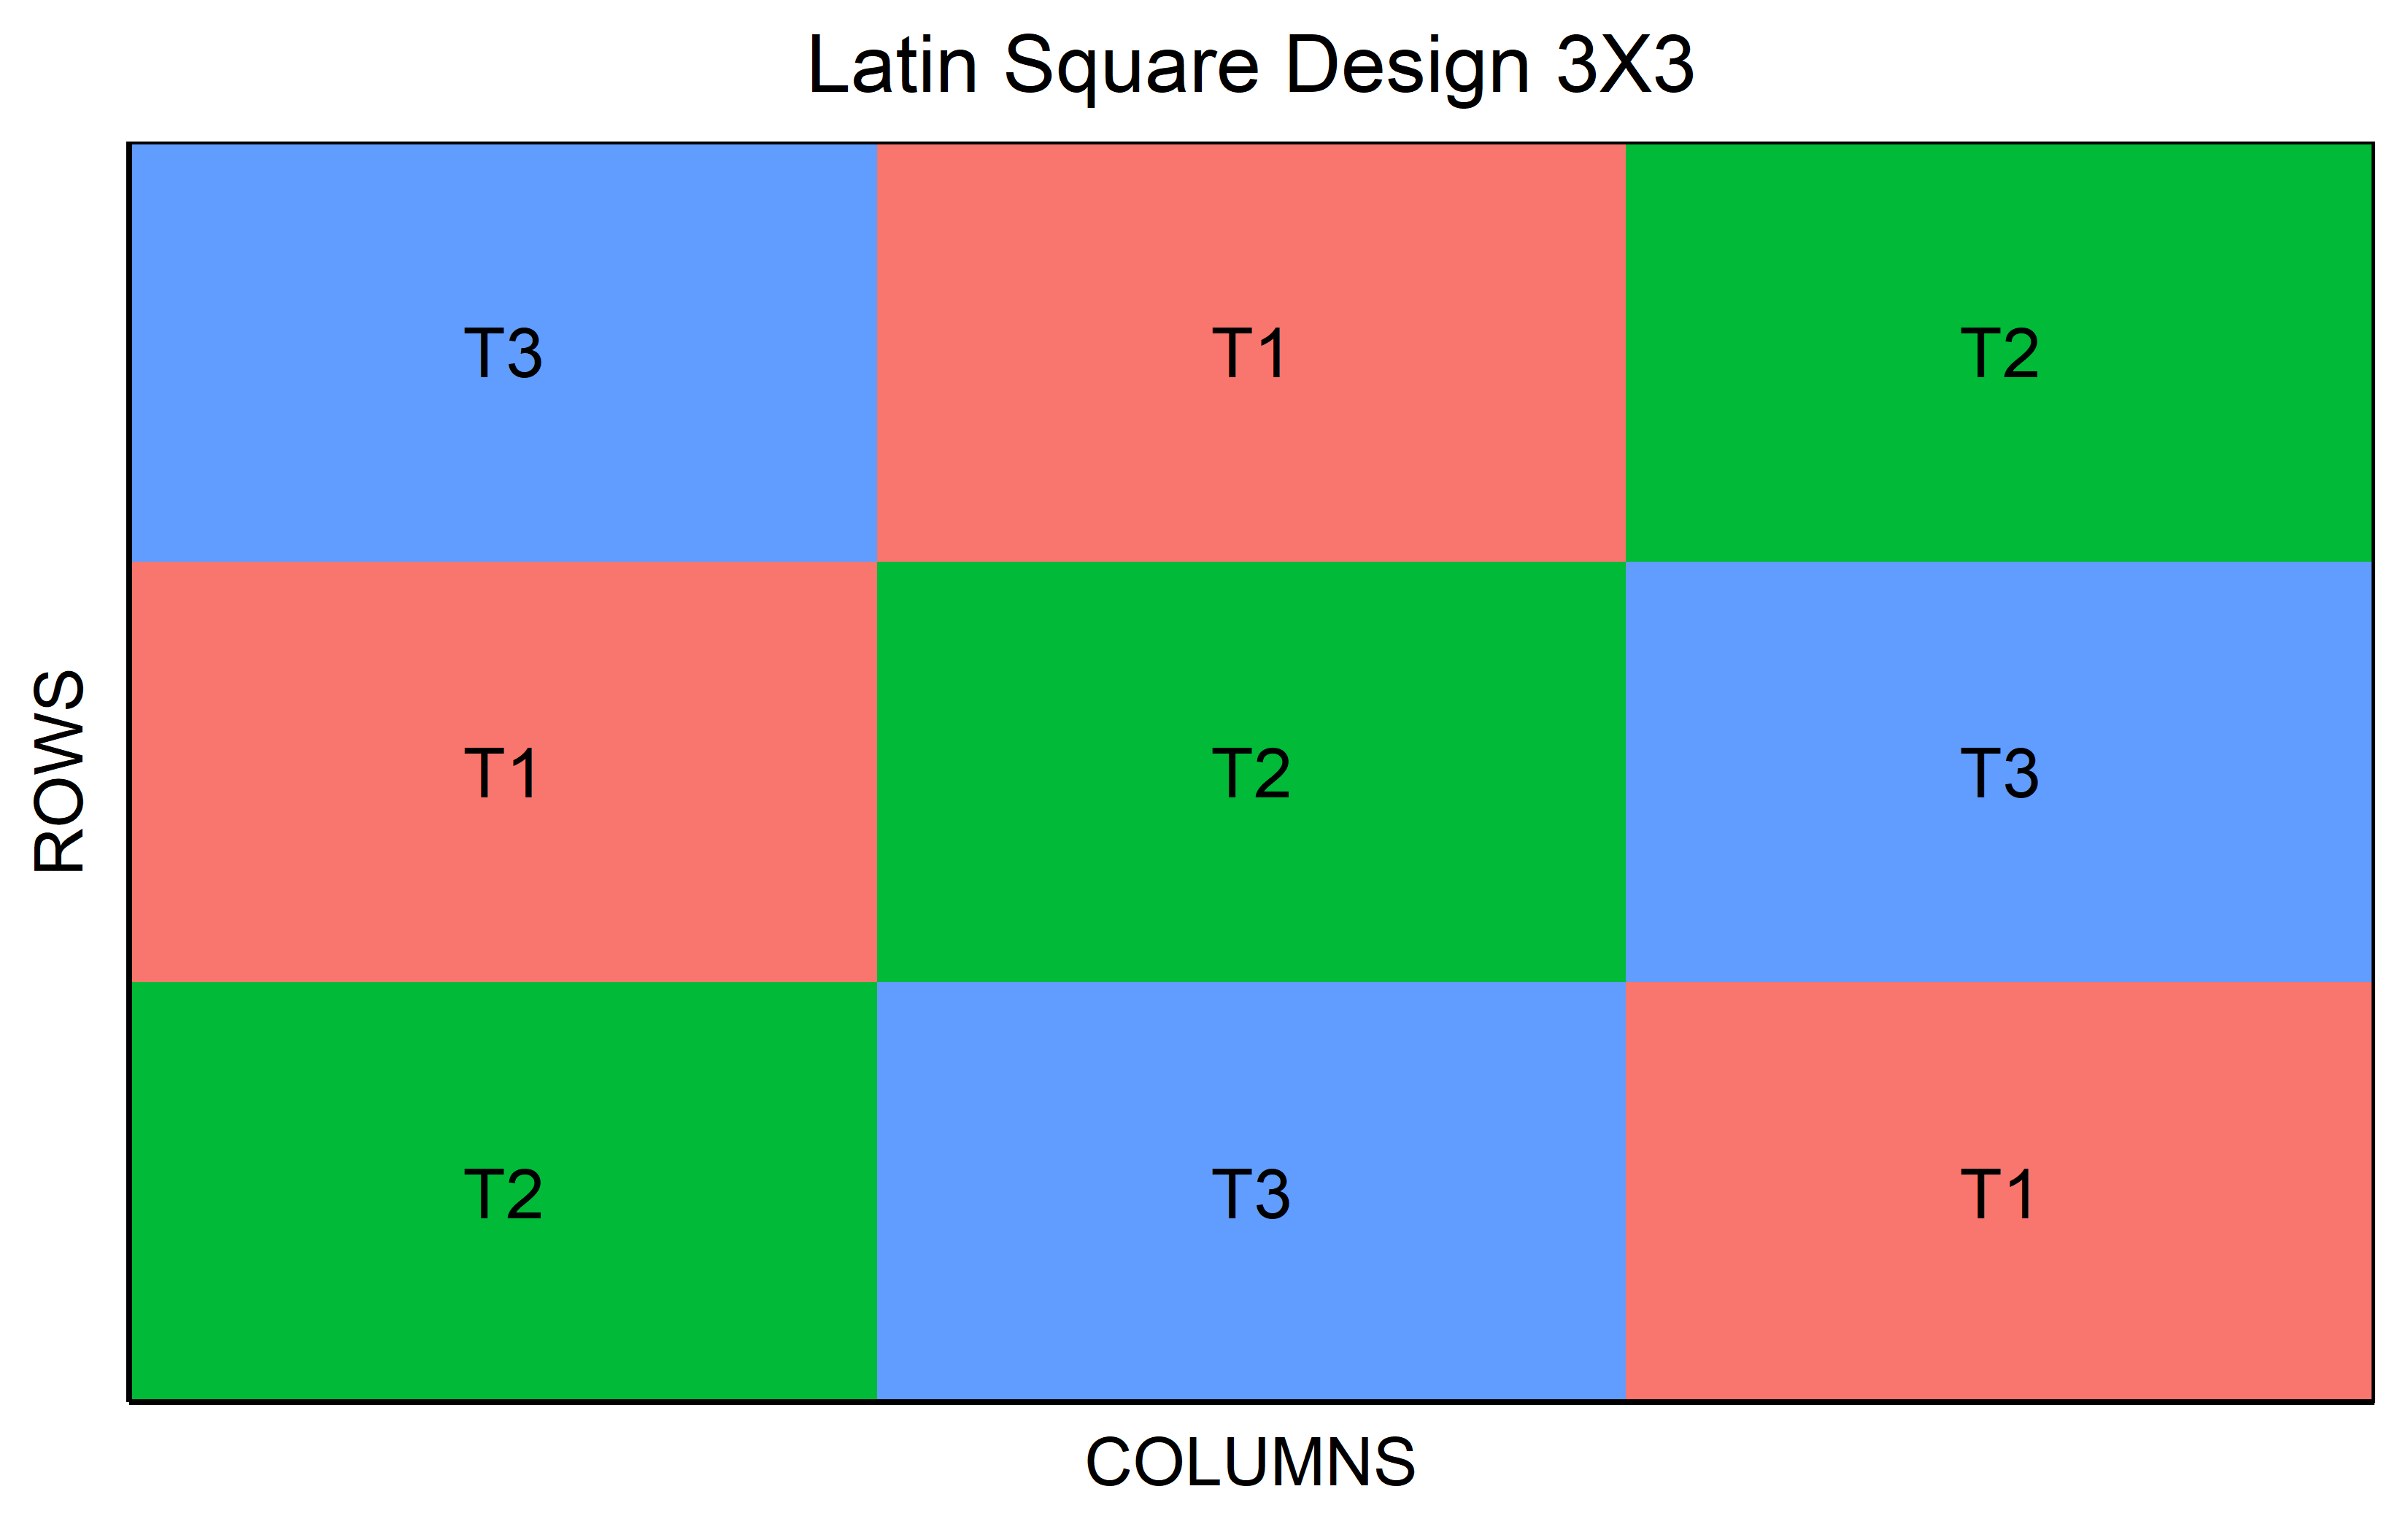 Latin Square Design 3X3
T3 T1 T2
T1 T2 T3
T2 T3 T1
ROWS
COLUMNS